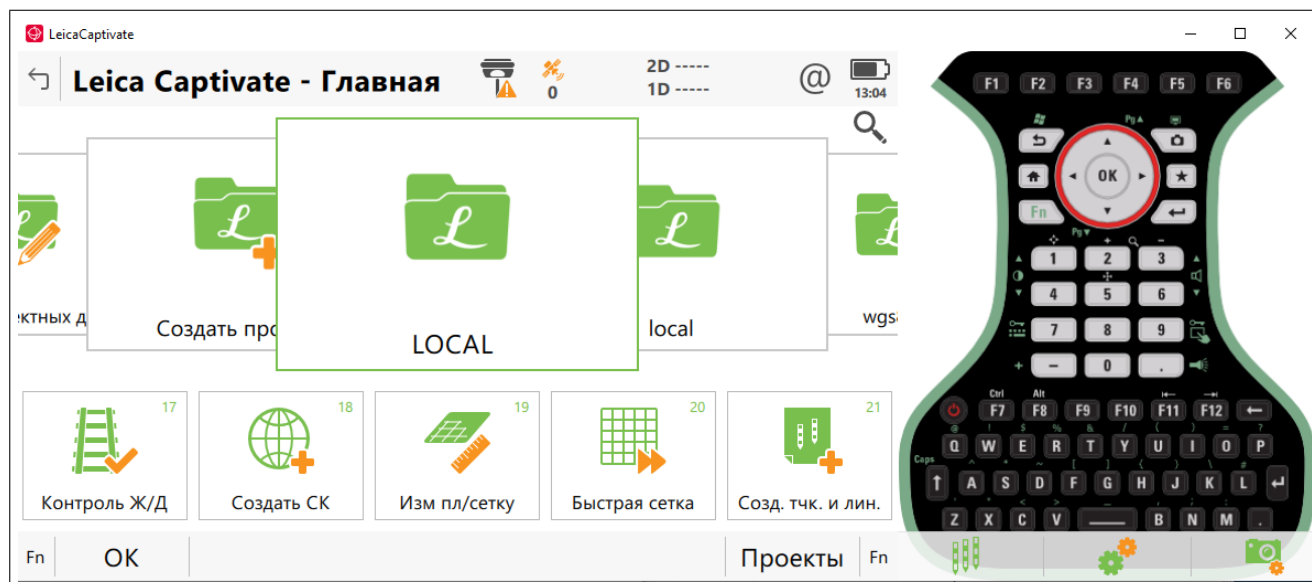 LeicaCaptivate
Leica Captivate - Главная
0
2D -----
1D -----
@
13:04
ектных д
Создать про
LOCAL
local
wgs8
17
Контроль Ж/Д
18
Создать СК
19
Изм пл/сетку
20
Быстрая сетка
21
Созд. тчк. и лин.
Fn
OK
Проекты
Fn
F1 F2 F3 F4 F5 F6
Pg▲
OK
Fn
Pg▼
1 2 3
4 5 6
7 8 9
+ - 0 .
Ctrl Alt
F7 F8 F9 F10 F11 F12
@ ! $ % & / ( ) = ?
Q W E R T Y U I O P
Caps
A S D F G H J K L
Z X C V B N M .